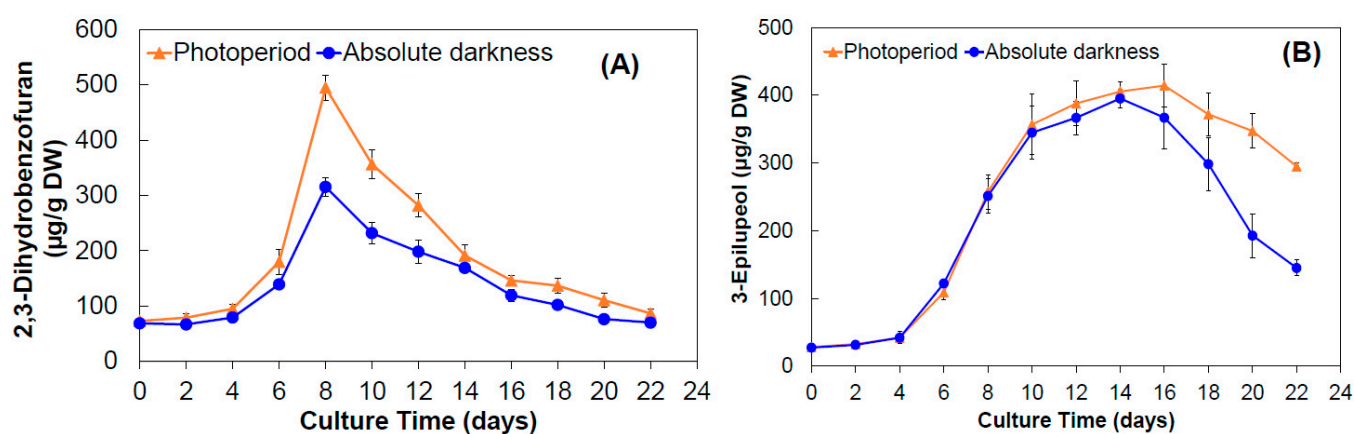 600
500
400
300
200
100
0
2,3-Dihydrobenzofuran
(µg/g DW)
Photoperiod Absolute darkness
(A)
0 2 4 6 8 10 12 14 16 18 20 22 24
Culture Time (days)
500
400
300
200
100
0
3-Epilupeol (µg/g DW)
Photoperiod Absolute darkness
(B)
0 2 4 6 8 10 12 14 16 18 20 22 24
Culture Time (days)